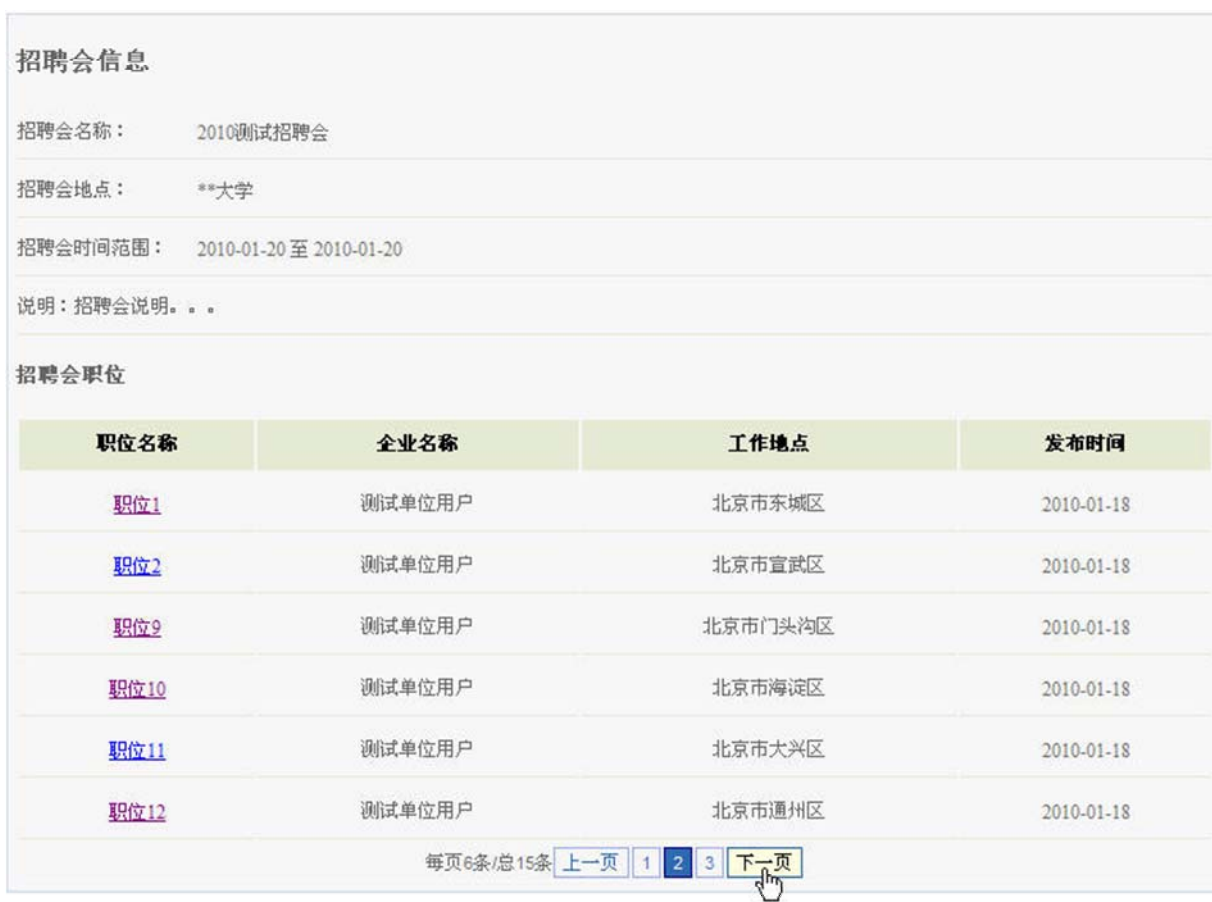 招聘会信息
招聘会名称： 2010测试招聘会
招聘会地点： **大学
招聘会时间范围： 2010-01-20 至 2010-01-20
说明：招聘会说明。。。
招聘会职位
职位名称 企业名称 工作地点 发布时间
职位1 测试单位用户 北京市东城区 2010-01-18
职位2 测试单位用户 北京市宣武区 2010-01-18
职位9 测试单位用户 北京市门头沟区 2010-01-18
职位10 测试单位用户 北京市海淀区 2010-01-18
职位11 测试单位用户 北京市大兴区 2010-01-18
职位12 测试单位用户 北京市通州区 2010-01-18
每页6条/总15条 上一页 1 2 3 下一页